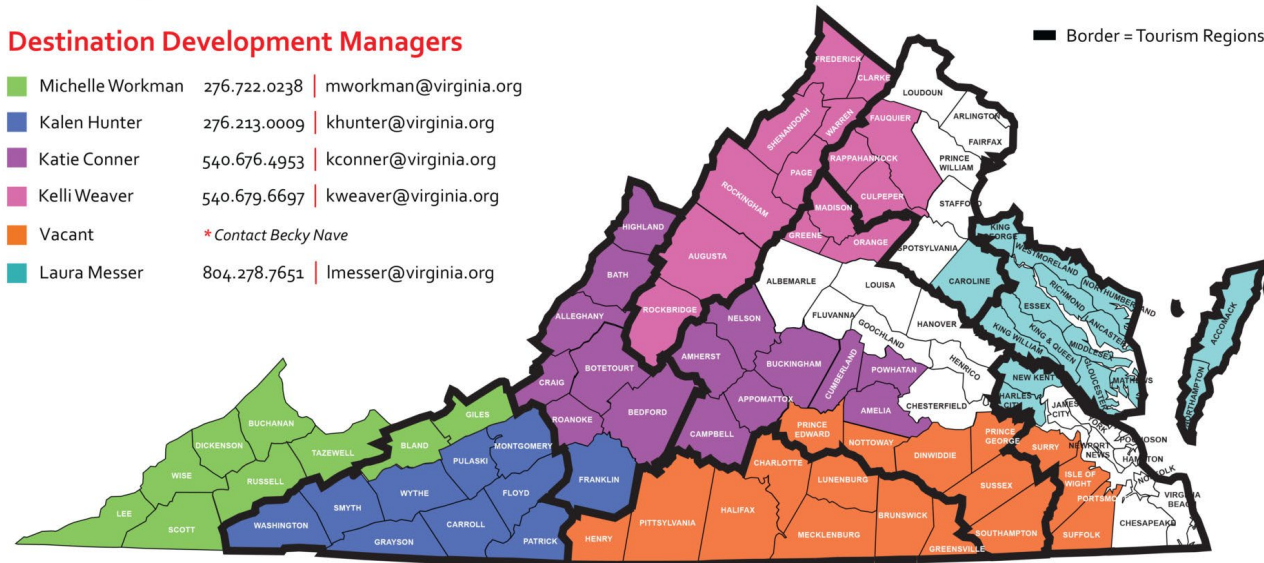 Destination Development Managers
Border = Tourism Regions
Michelle Workman 276.722.0238 | mworkman@virginia.org
Kalen Hunter 276.213.0009 | khunter@virginia.org
Katie Conner 540.676.4953 | kconner@virginia.org
Kelli Weaver 540.679.6697 | kweaver@virginia.org
Vacant * Contact Becky Nave
Laura Messer 804.278.7651 | lmesser@virginia.org
FREDERICK
CLARKE
LOUDOUN
SHENANDOAH
WARREN
FAUQUIER
ARLINGTON
FAIRFAX
PAGE
RAPPAHANNOCK
PRINCE
WILLIAM
ROCKINGHAM
CULPEPER
MADISON
STAFFORD
HIGHLAND
GREENE
ORANGE
SPOTSYLVANIA
KING
GEORGE
WESTMORELAND
AUGUSTA
BATH
ALBEMARLE
LOUISA
CAROLINE
RICHMOND
NORTHUMBERLAND
ESSEX
ACCOMACK
ROCKBRIDGE
ALLEGHANY
NELSON
FLUVANNA
GOOCHLAND
HANOVER
KING WILLIAM
KING & QUEEN
LANCASTER
MIDDLESEX
AMHERST
BUCKINGHAM
CUMBERLAND
POWHATAN
HENRICO
BOTETOURT
CRAIG
NEW KENT
GLOUCESTER
MATHEWS
NORTHAMPTON
APPOMATTOX
AMELIA
CHESTERFIELD
CHARLES
CITY
JAMES
CITY
YORK
ROANOKE
BEDFORD
CAMPBELL
PRINCE
EDWARD
NOTTOWAY
PRINCE
GEORGE
SURRY
NEWPORT
NEWS
POQUOSON
HAMPTON
NORFOLK
GILES
BLAND
BUCHANAN
DICKENSON
TAZEWELL
WISE
RUSSELL
LEE
SCOTT
MONTGOMERY
PULASKI
WYTHE
SMYTH
WASHINGTON
FLOYD
CARROLL
GRAYSON
PATRICK
FRANKLIN
HENRY
PITTSYLVANIA
HALIFAX
CHARLOTTE
LUNENBURG
DINWIDDIE
SUSSEX
MECKLENBURG
BRUNSWICK
GREENSVILLE
SOUTHAMPTON
ISLE OF
WIGHT
PORTSMO
SUFFOLK
CHESAPEAKE
VIRGINIA
BEACH